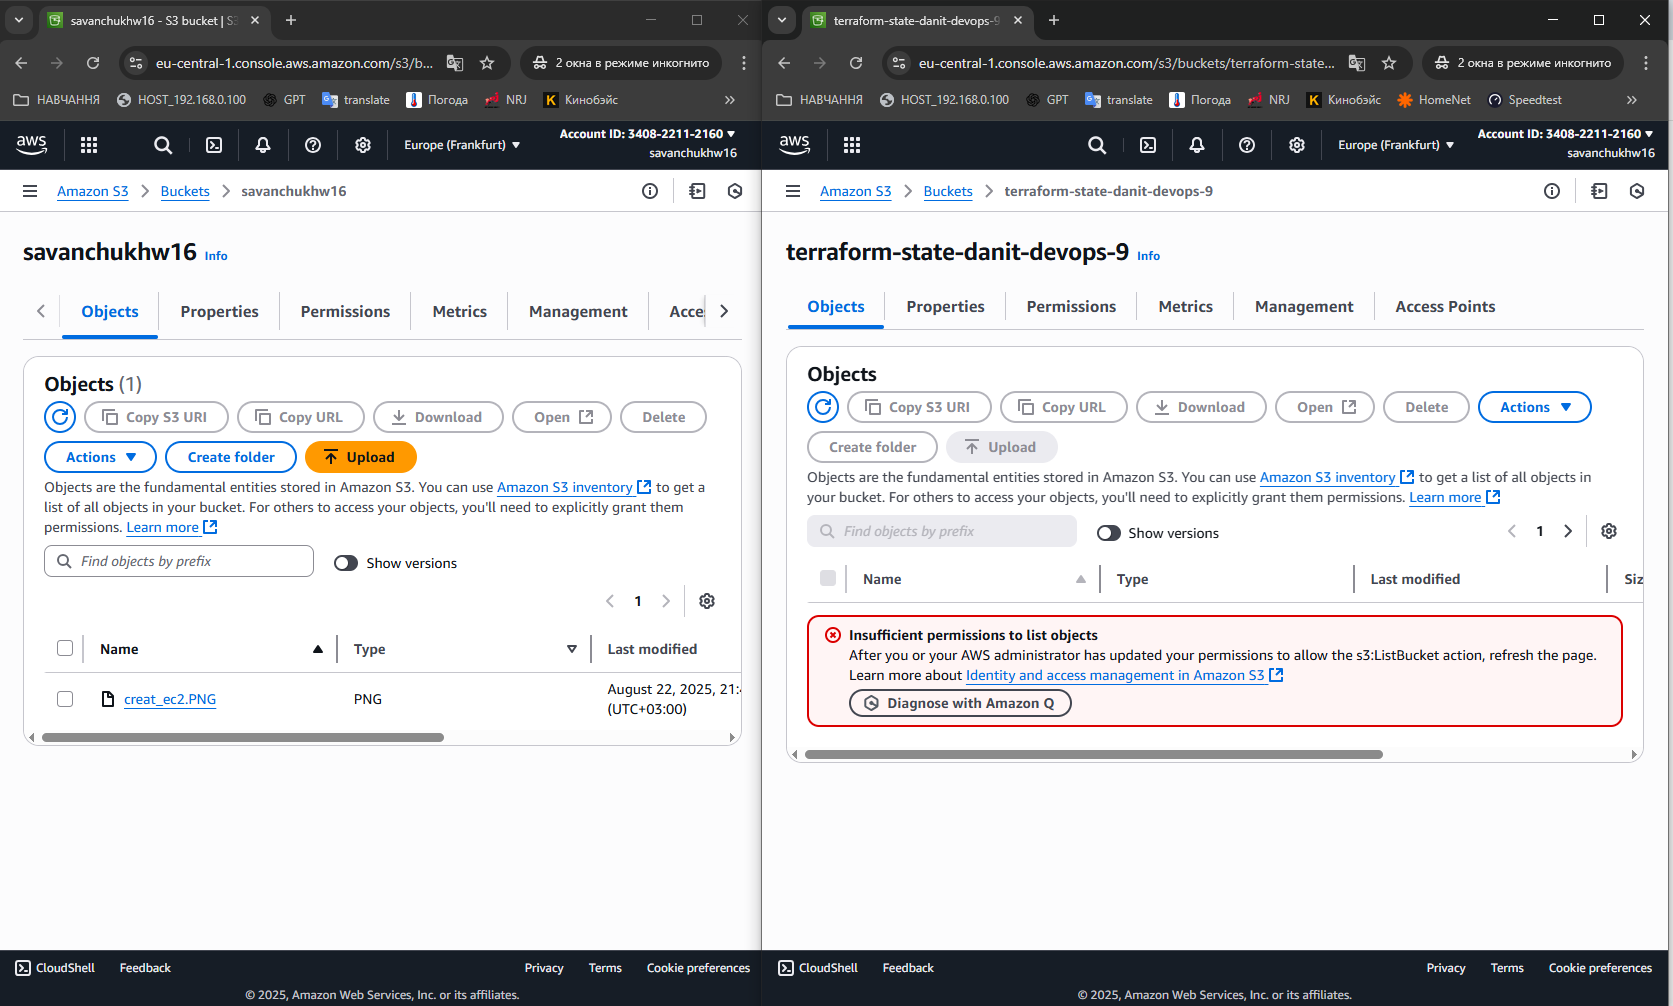 savanchukhw16 - S3 bucket | S3
eu-central-1.console.aws.amazon.com/s3/b...
2 окна в режиме инкогнито
НАВЧАННЯ
HOST_192.168.0.100
GPT
translate
Погода
NRJ
Кинобэйс
aws
Europe (Frankfurt)
Account ID: 3408-2211-2160
savanchukhw16
Amazon S3
Buckets
savanchukhw16
savanchukhw16 Info
Objects
Properties
Permissions
Metrics
Management
Acce
Objects (1)
Copy S3 URI
Copy URL
Download
Open
Delete
Actions
Create folder
Upload
Objects are the fundamental entities stored in Amazon S3. You can use Amazon S3 inventory to get a
list of all objects in your bucket. For others to access your objects, you'll need to explicitly grant them
permissions. Learn more
Find objects by prefix
Show versions
1
Name
Type
Last modified
creat_ec2.PNG
PNG
August 22, 2025, 21:4
(UTC+03:00)
CloudShell
Feedback
Privacy
Terms
Cookie preferences
© 2025, Amazon Web Services, Inc. or its affiliates.
terraform-state-danit-devops-9
eu-central-1.console.aws.amazon.com/s3/buckets/terraform-state...
2 окна в режиме инкогнито
НАВЧАННЯ
HOST_192.168.0.100
GPT
translate
Погода
NRJ
Кинобэйс
HomeNet
Speedtest
aws
Europe (Frankfurt)
Account ID: 3408-2211-2160
savanchukhw16
Amazon S3
Buckets
terraform-state-danit-devops-9
terraform-state-danit-devops-9 Info
Objects
Properties
Permissions
Metrics
Management
Access Points
Objects
Copy S3 URI
Copy URL
Download
Open
Delete
Actions
Create folder
Upload
Objects are the fundamental entities stored in Amazon S3. You can use Amazon S3 inventory to get a list of all objects in
your bucket. For others to access your objects, you'll need to explicitly grant them permissions. Learn more
Find objects by prefix
Show versions
1
Name
Type
Last modified
Siz
Insufficient permissions to list objects
After you or your AWS administrator has updated your permissions to allow the s3:ListBucket action, refresh the page.
Learn more about Identity and access management in Amazon S3
Diagnose with Amazon Q
CloudShell
Feedback
Privacy
Terms
Cookie preferences
© 2025, Amazon Web Services, Inc. or its affiliates.